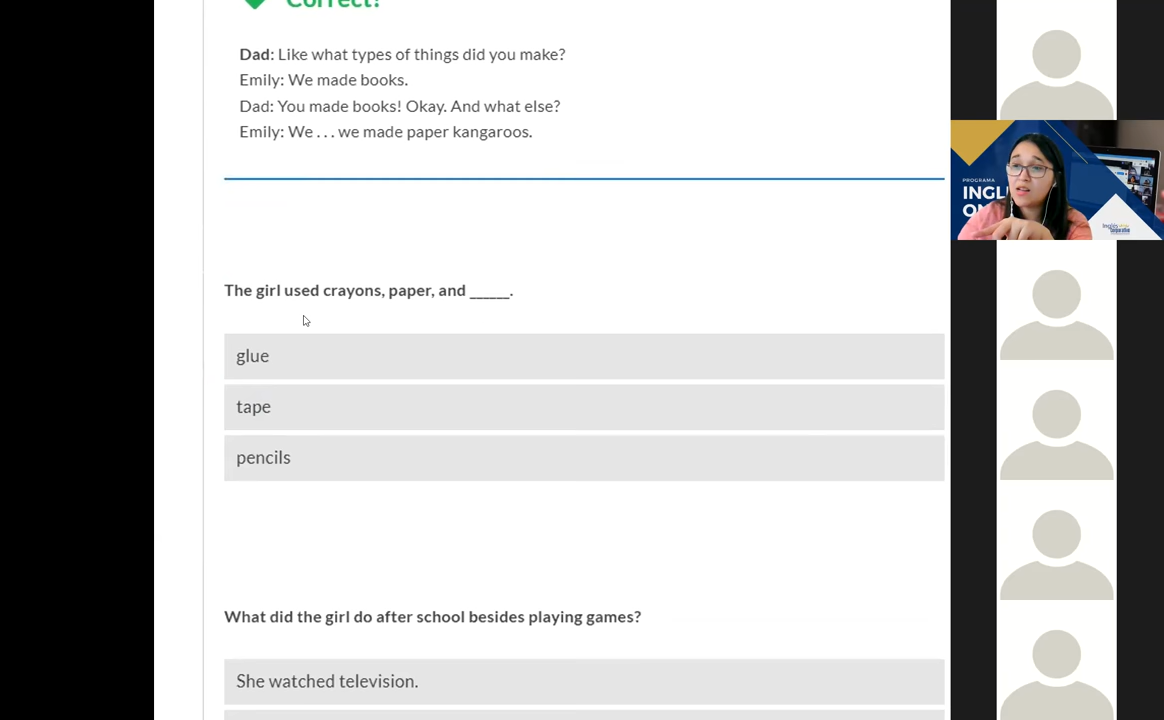 Correct!
Dad: Like what types of things did you make?
Emily: We made books.
Dad: You made books! Okay. And what else?
Emily: We . . . we made paper kangaroos.
The girl used crayons, paper, and ______.
glue
tape
pencils
What did the girl do after school besides playing games?
She watched television.
PROGRAMA